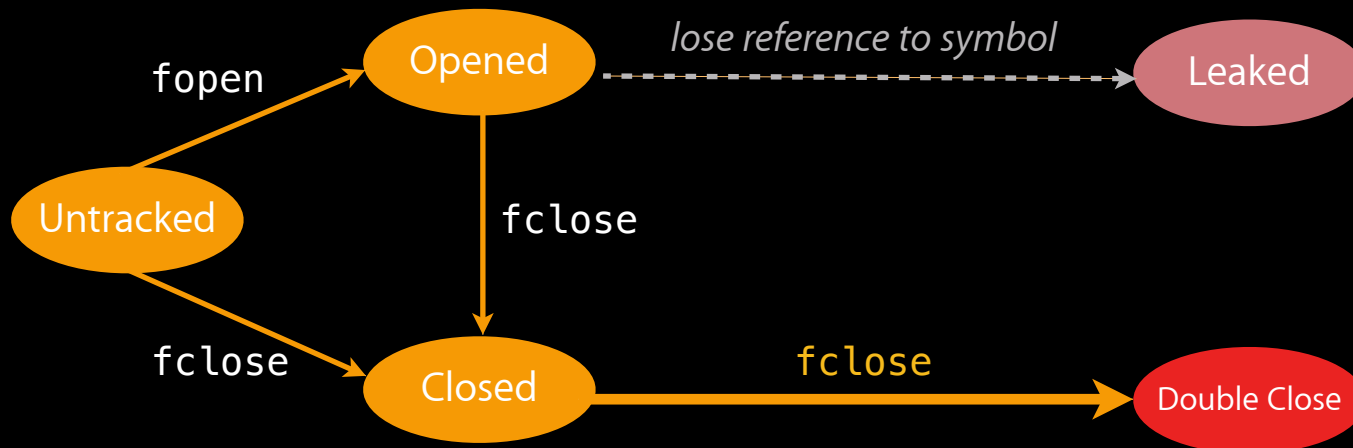 Opened
lose reference to symbol
Leaked
fopen
Untracked
fclose
fclose
fclose
Closed
Double Close